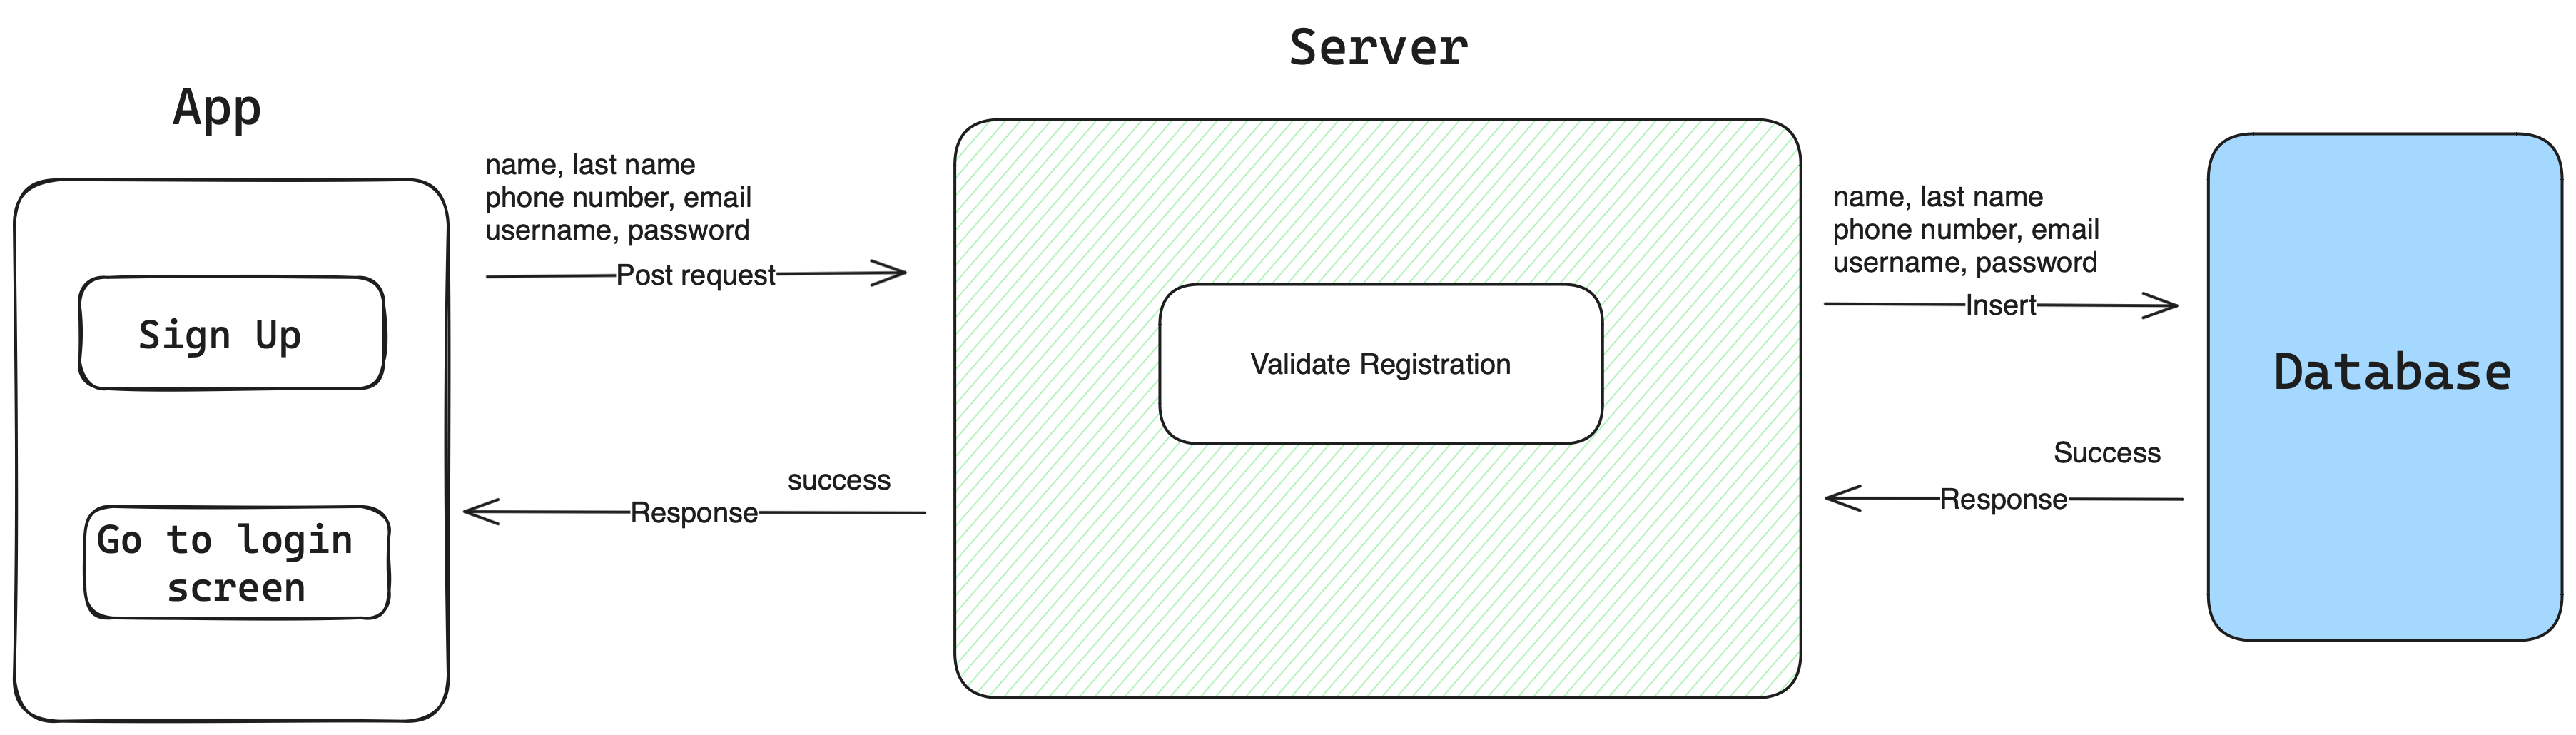 Server
App
name, last name
phone number, email
username, password
Post request
name, last name
phone number, email
username, password
Insert
Sign Up
Validate Registration
Database
success
Response
Success
Response
Go to login
screen